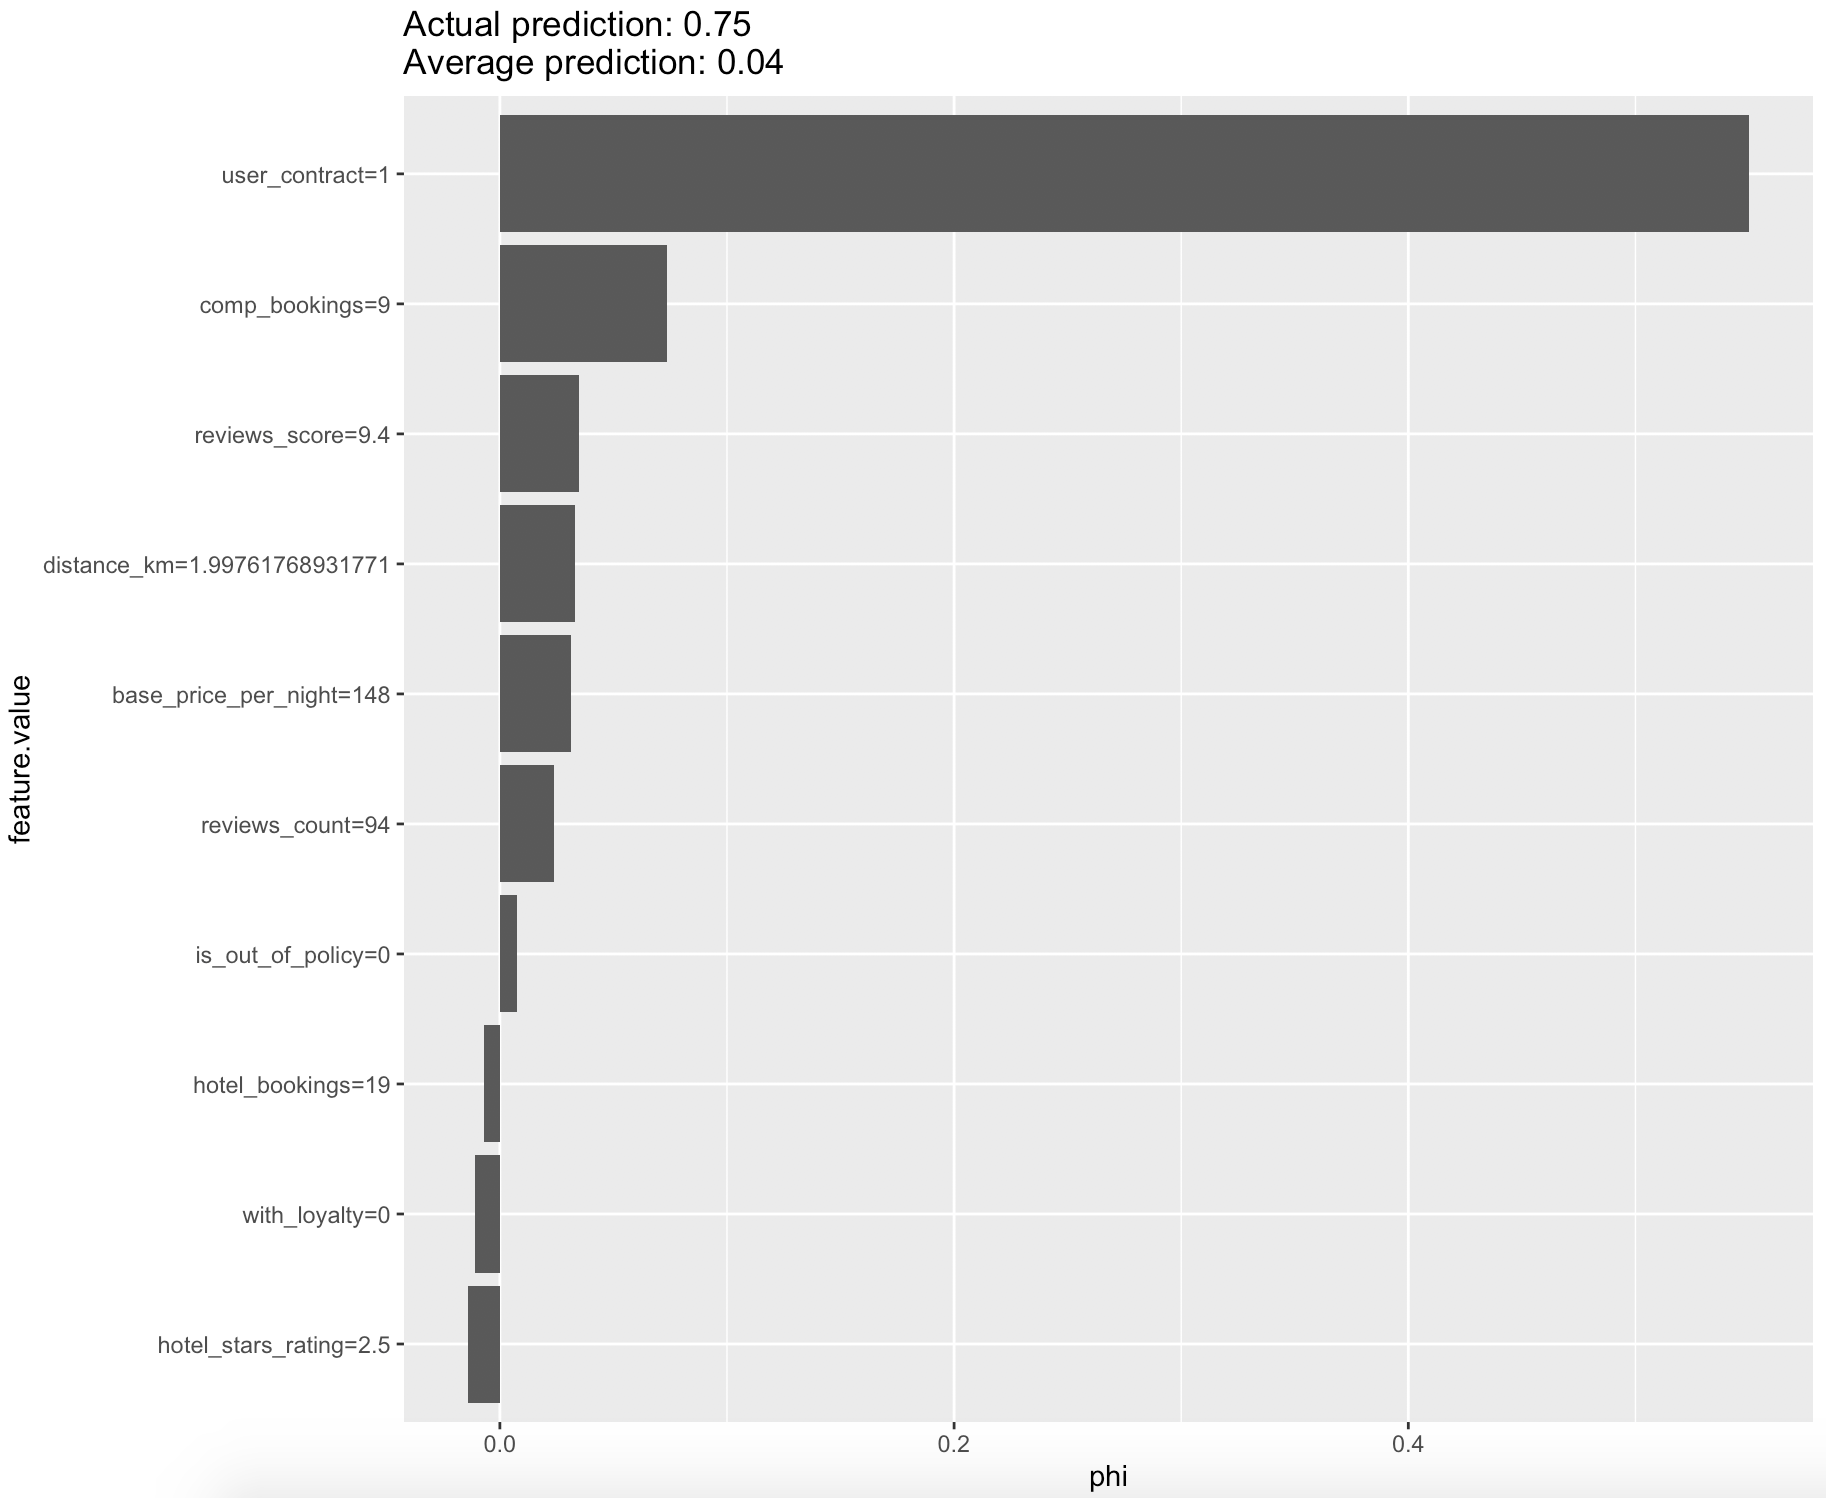 Actual prediction: 0.75
Average prediction: 0.04
user_contract=1
comp_bookings=9
reviews_score=9.4
distance_km=1.99761768931771
base_price_per_night=148
reviews_count=94
is_out_of_policy=0
hotel_bookings=19
with_loyalty=0
hotel_stars_rating=2.5
feature.value
0.0
0.2
0.4
phi